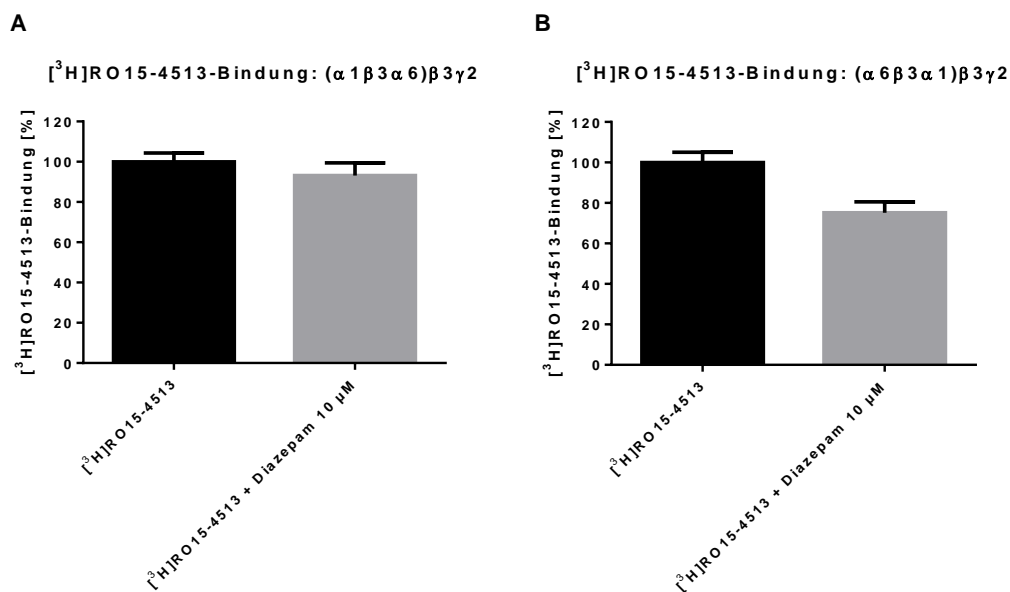 A
[³H]RO15-4513-Bindung: (α1β3α6)β3γ2
[³H]RO15-4513-Bindung [%]
120
100
80
60
40
20
0
[³H]RO15-4513
[³H]RO15-4513 + Diazepam 10 µM
B
[³H]RO15-4513-Bindung: (α6β3α1)β3γ2
[³H]RO15-4513-Bindung [%]
120
100
80
60
40
20
0
[³H]RO15-4513
[³H]RO15-4513 + Diazepam 10 µM